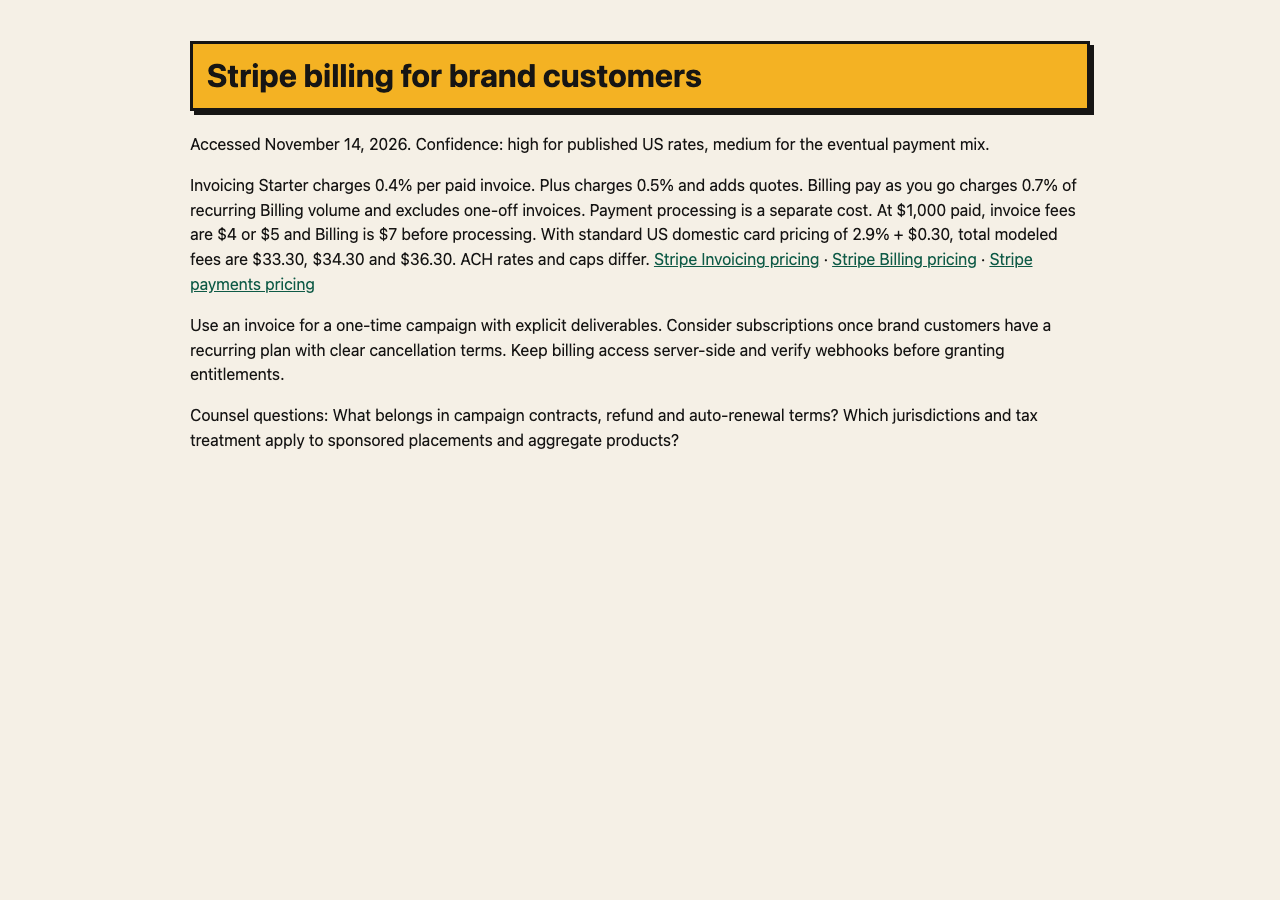 Stripe billing for brand customers
Accessed November 14, 2026. Confidence: high for published US rates, medium for the eventual payment mix.
Invoicing Starter charges 0.4% per paid invoice. Plus charges 0.5% and adds quotes. Billing pay as you go charges 0.7% of
recurring Billing volume and excludes one-off invoices. Payment processing is a separate cost. At $1,000 paid, invoice fees
are $4 or $5 and Billing is $7 before processing. With standard US domestic card pricing of 2.9% + $0.30, total modeled
fees are $33.30, $34.30 and $36.30. ACH rates and caps differ. Stripe Invoicing pricing · Stripe Billing pricing · Stripe
payments pricing
Use an invoice for a one-time campaign with explicit deliverables. Consider subscriptions once brand customers have a
recurring plan with clear cancellation terms. Keep billing access server-side and verify webhooks before granting
entitlements.
Counsel questions: What belongs in campaign contracts, refund and auto-renewal terms? Which jurisdictions and tax
treatment apply to sponsored placements and aggregate products?